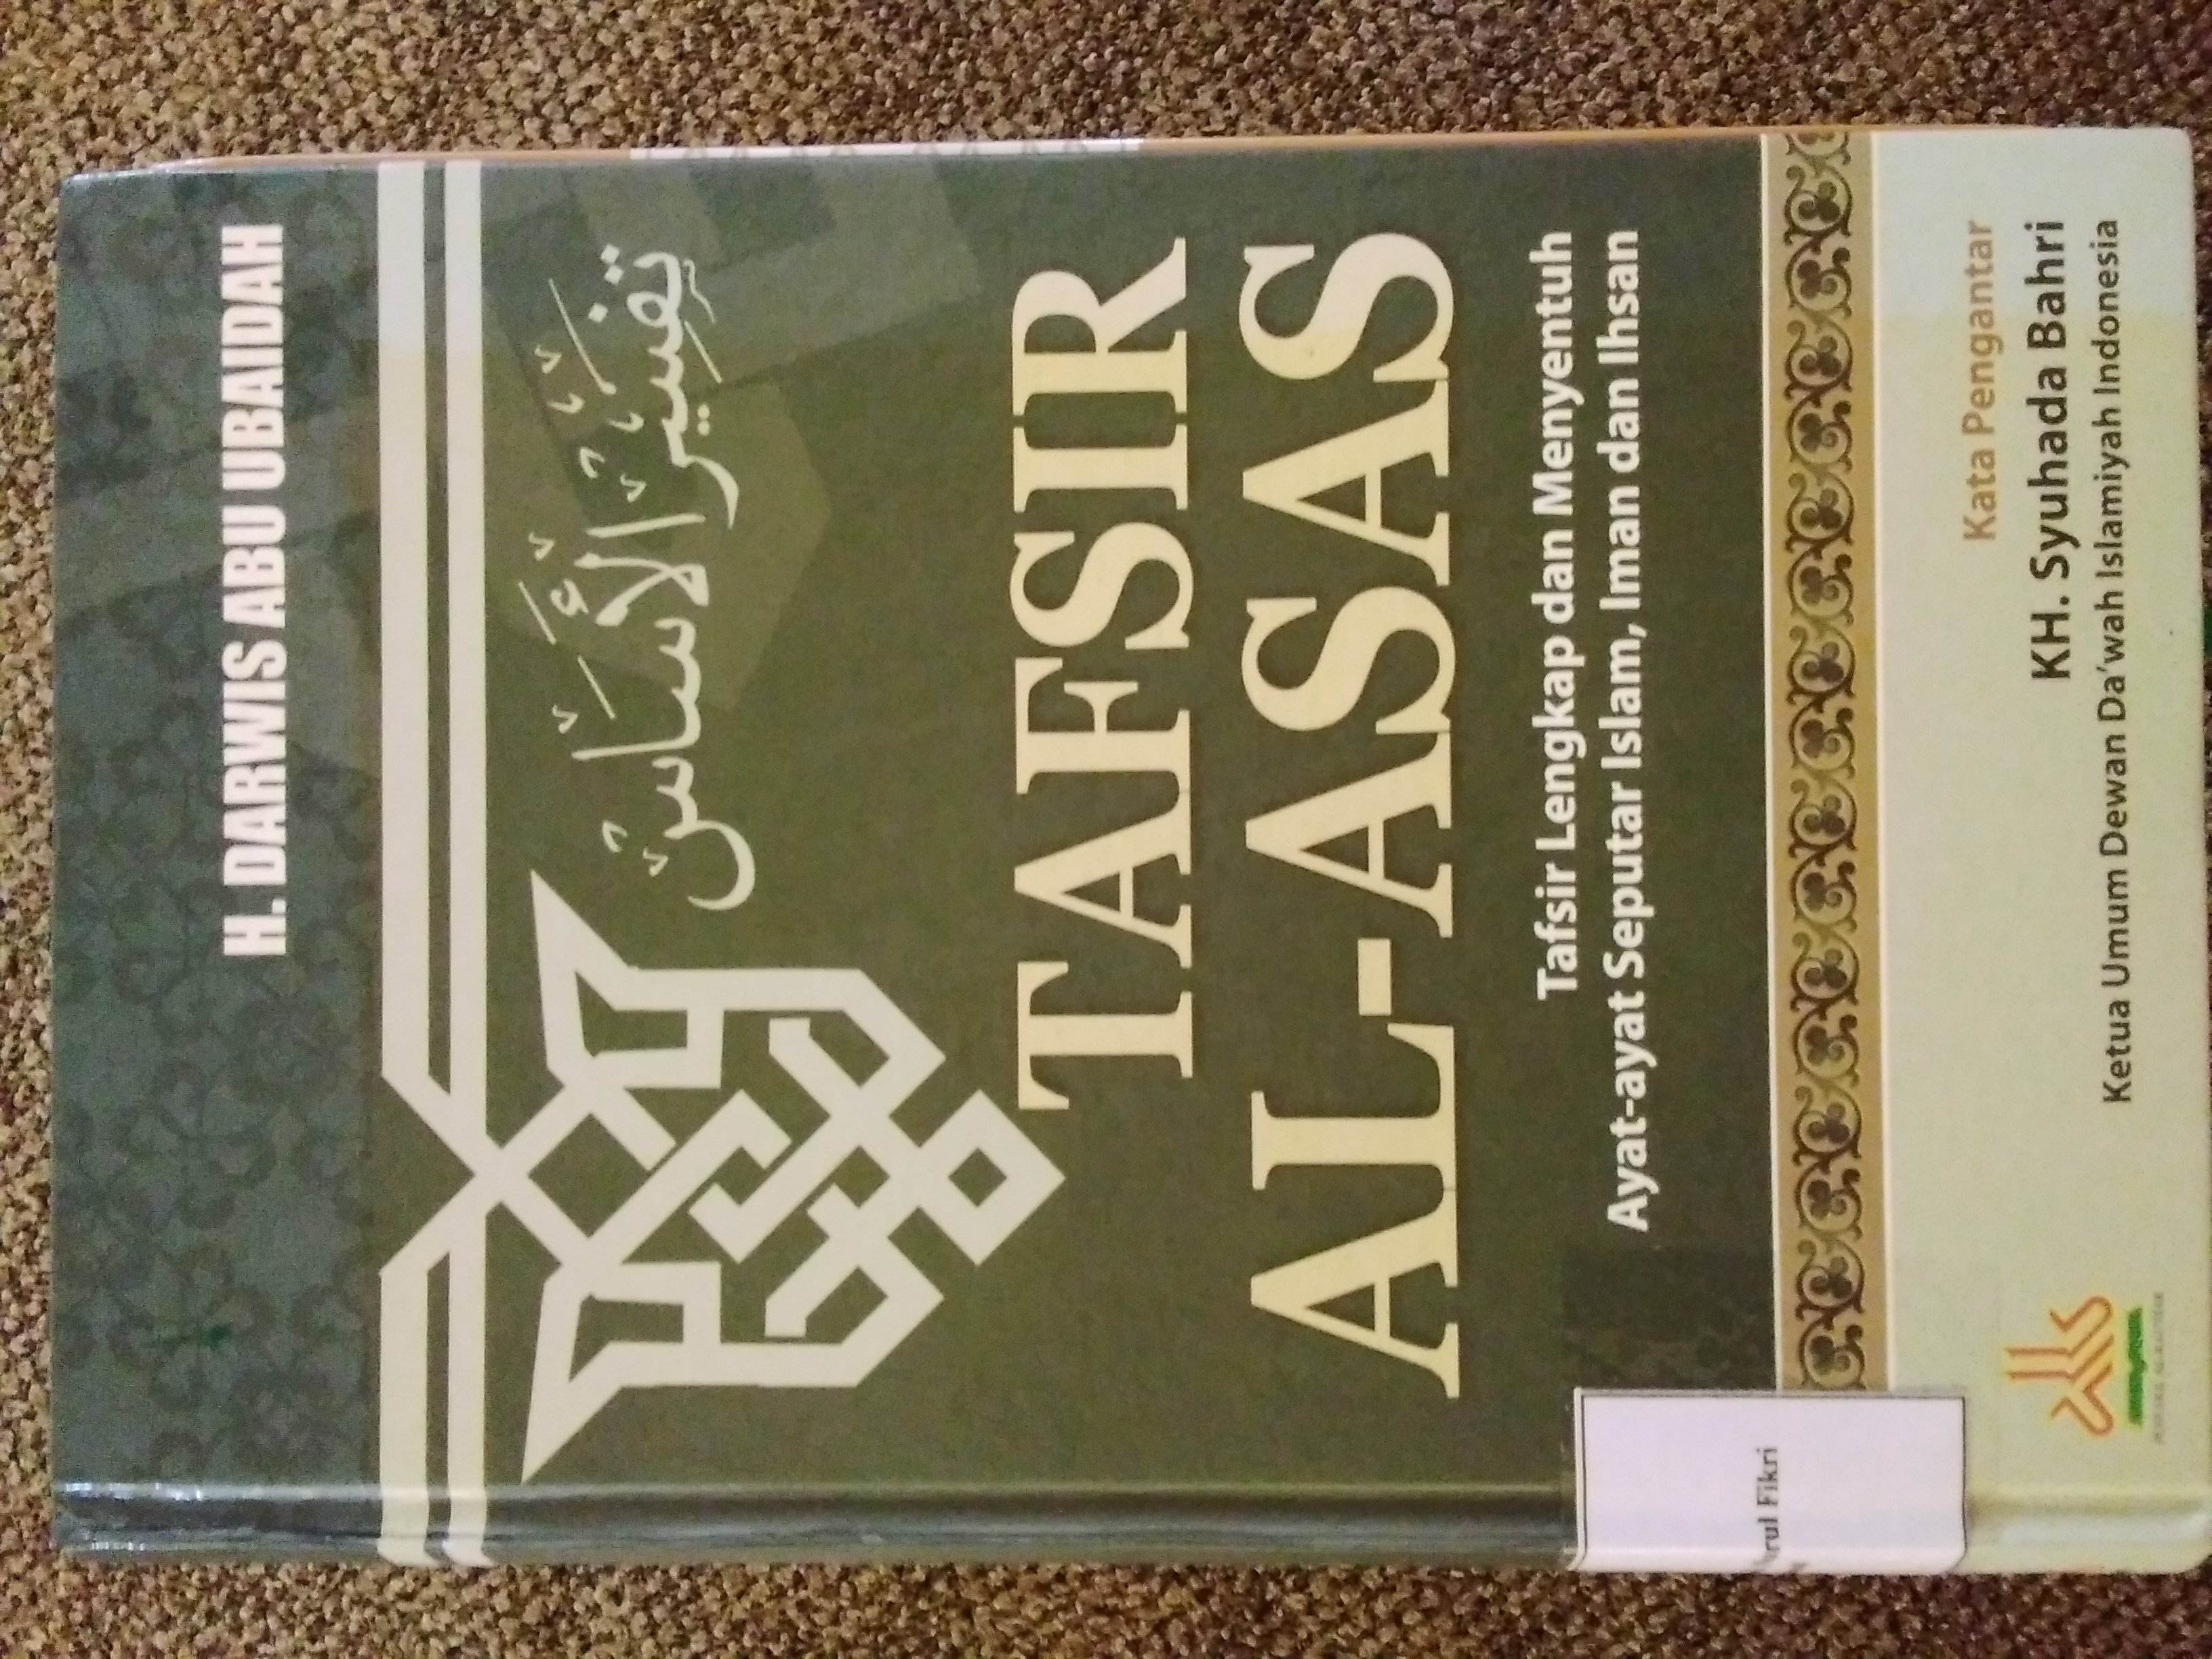 H. DARWIS ABU UBAIDAH
تفسير الأساس
TAFSIR
AL-ASAS
Tafsir Lengkap dan Menyentuh
Ayat-ayat Seputar Islam, Iman dan Ihsan
Kata Pengantar
KH. Syuhada Bahri
Ketua Umum Dewan Da'wah Islamiyah Indonesia
Fikri